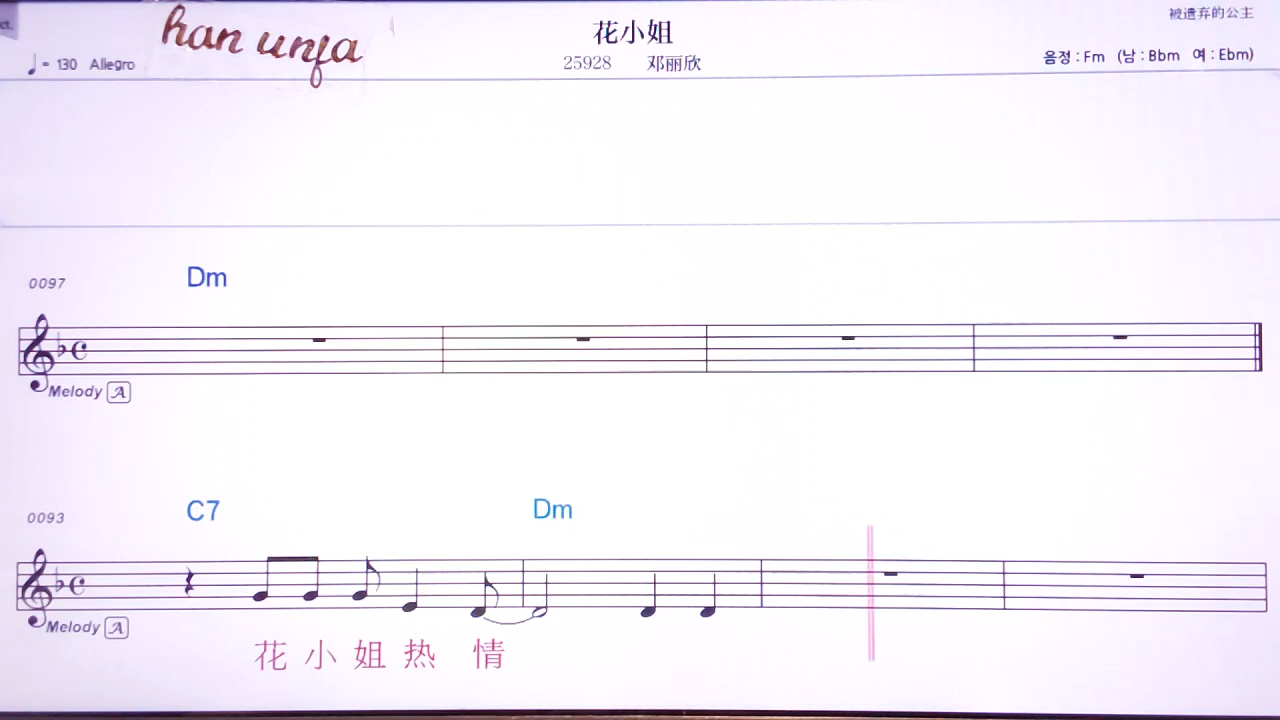 被遗弃的公主
han unfa
花小姐
♩= 130 Allegro
25928 邓丽欣
음정 : Fm (남 : Bbm 여 : Ebm)
0097
Dm
Melody A
0093
C7 Dm
Melody A
花 小 姐 热 情